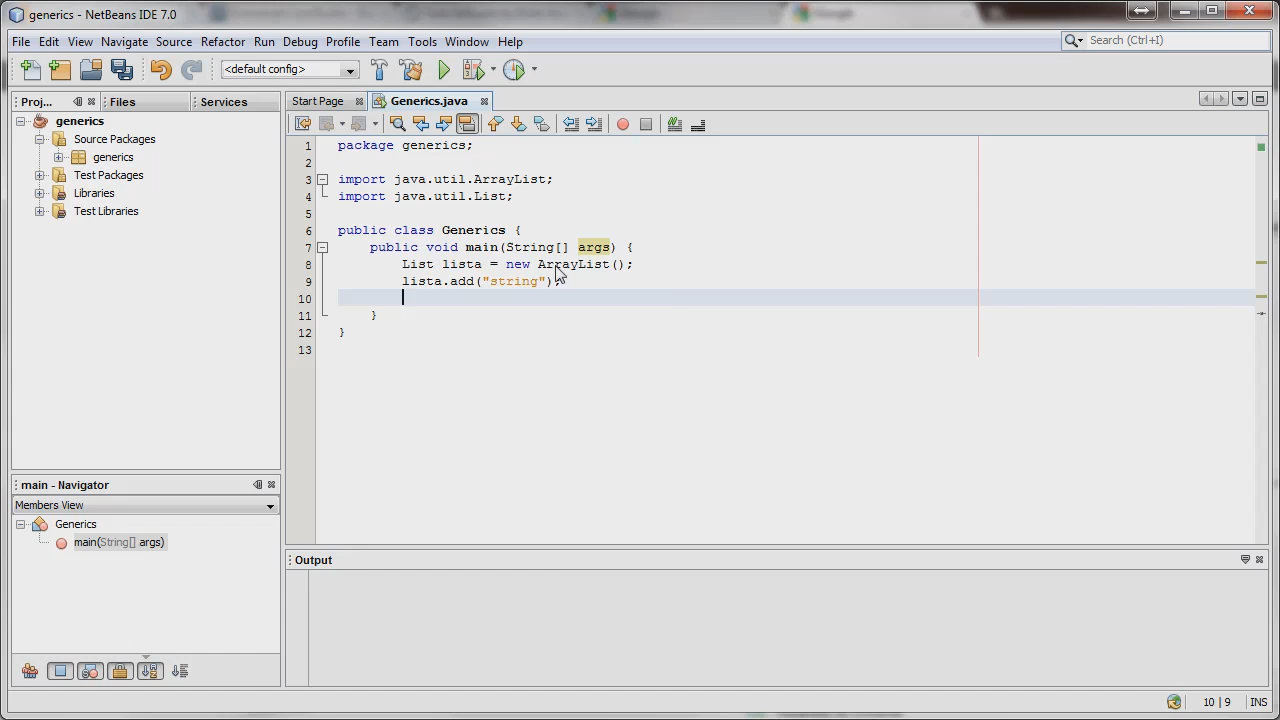 generics - NetBeans IDE 7.0
File Edit View Navigate Source Refactor Run Debug Profile Team Tools Window Help
Search (Ctrl+I)
<default config>
Proj... Files Services
Start Page Generics.java
generics
Source Packages
generics
Test Packages
Libraries
Test Libraries
1 package generics;
2
3 import java.util.ArrayList;
4 import java.util.List;
5
6 public class Generics {
7 public void main(String[] args) {
8 List lista = new ArrayList();
9 lista.add("string");
10
11 }
12 }
13
main - Navigator
Members View
Generics
main(String[] args)
Output
10 | 9 INS